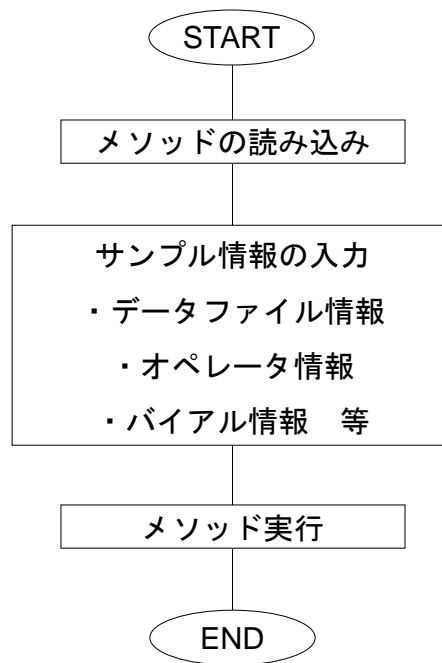 START
メソッドの読み込み
サンプル情報の入力
・データファイル情報
・オペレータ情報
・バイアル情報　等
メソッド実行
END